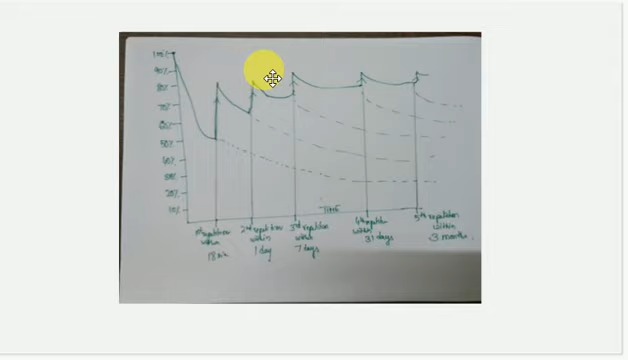 100%
90%
80%
70%
60%
50%
40%
30%
20%
10%
Time
1st repetition
within
18 min
2nd repetition
within
1 day
3rd repetition
within
7 days
4th repetition
within
31 days
5th repetition
within
3 months.